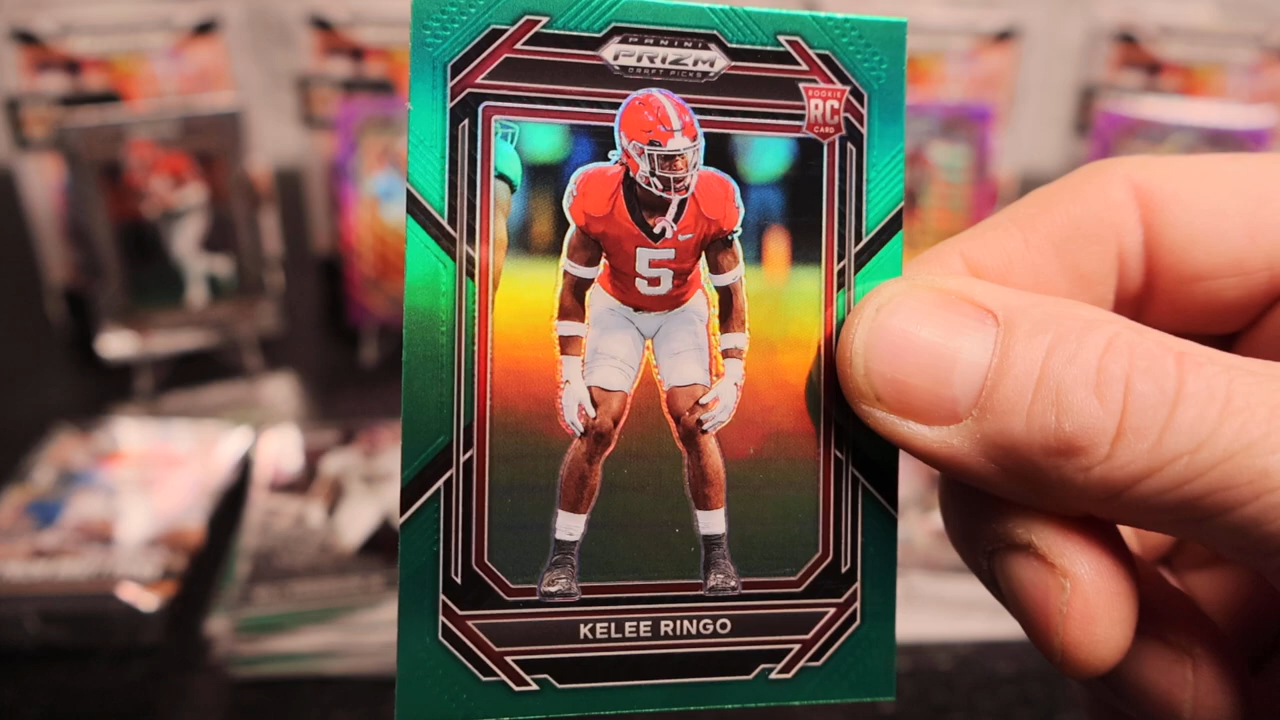 PANINI
PRIZM
DRAFT PICKS
ROOKIE
RC
CARD
5
KELEE RINGO